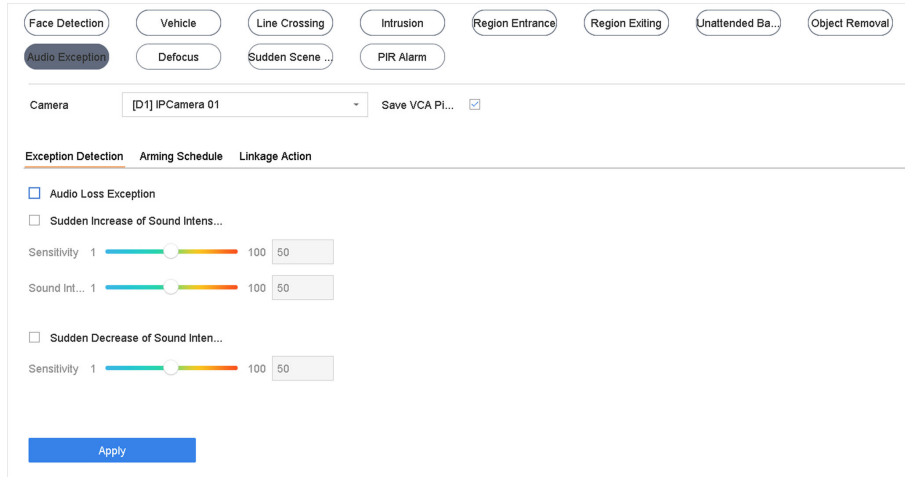 Face Detection Vehicle Line Crossing Intrusion Region Entrance Region Exiting Unattended Ba... Object Removal
Audio Exception Defocus Sudden Scene ... PIR Alarm
Camera [D1] IPCamera 01 Save VCA Pi...
Exception Detection Arming Schedule Linkage Action
Audio Loss Exception
Sudden Increase of Sound Intens...
Sensitivity 1 100 50
Sound Int... 1 100 50
Sudden Decrease of Sound Inten...
Sensitivity 1 100 50
Apply